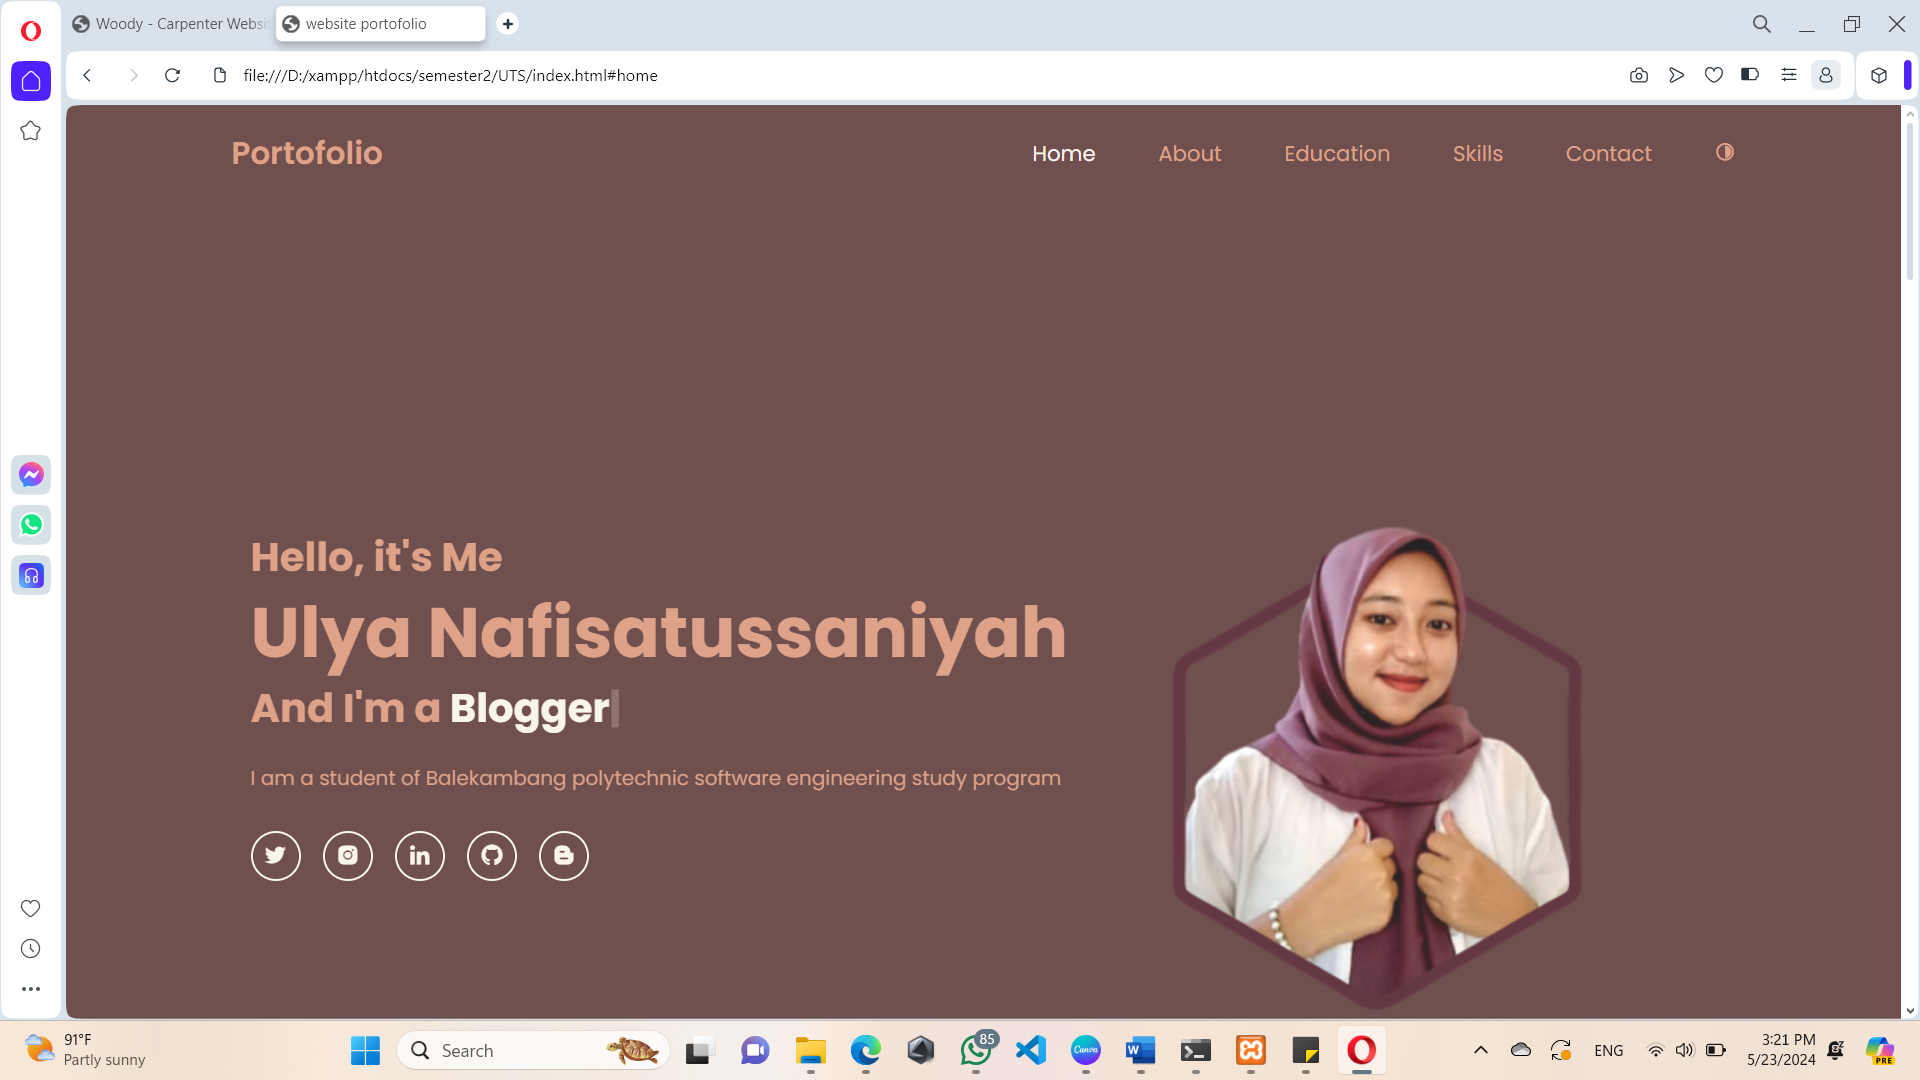 Woody - Carpenter Websi
website portofolio
file:///D:/xampp/htdocs/semester2/UTS/index.html#home
Portofolio
Home
About
Education
Skills
Contact
Hello, it's Me
Ulya Nafisatussaniyah
And I'm a Blogger
I am a student of Balekambang polytechnic software engineering study program
91°F
Partly sunny
Search
85
Canva
W
PRE
ENG
3:21 PM
5/23/2024